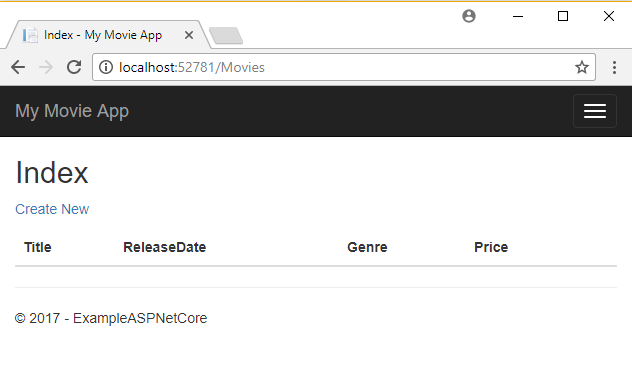 Index - My Movie App
localhost:52781/Movies
My Movie App
Index
Create New
Title ReleaseDate Genre Price
© 2017 - ExampleASPNetCore